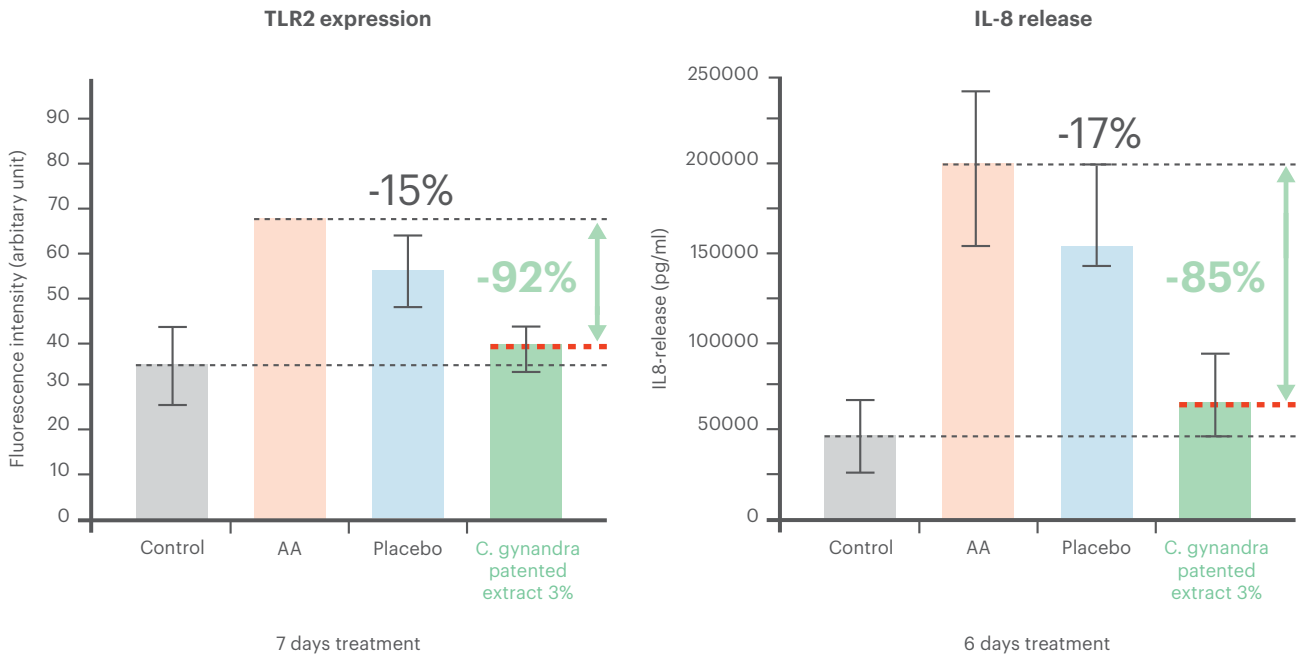 TLR2 expression
Fluorescence intensity (arbitary unit)
90
80
70
60
50
40
30
20
10
0
-15%
-92%
Control
AA
Placebo
C. gynandra
patented
extract 3%
7 days treatment
IL-8 release
IL8-release (pg/ml)
250000
200000
150000
100000
50000
0
-17%
-85%
Control
AA
Placebo
C. gynandra
patented
extract 3%
6 days treatment